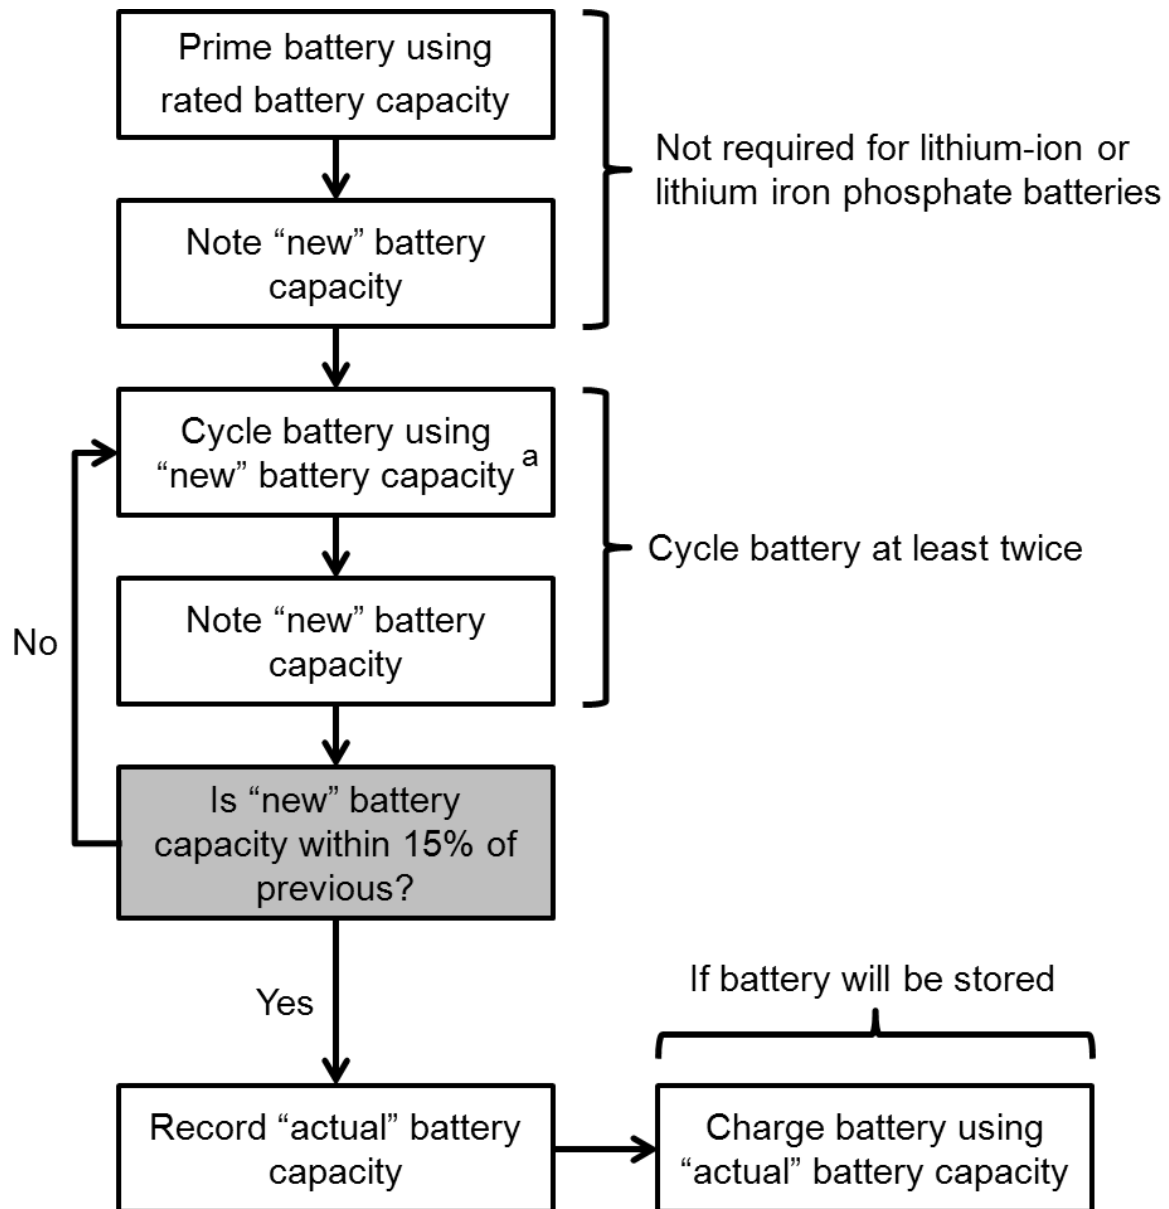 Prime battery using
rated battery capacity
Not required for lithium-ion or
lithium iron phosphate batteries
Note “new” battery
capacity
Cycle battery using
“new” battery capacity a
Cycle battery at least twice
Note “new” battery
capacity
No
Is “new” battery
capacity within 15% of
previous?
Yes
If battery will be stored
Record “actual” battery
capacity
Charge battery using
“actual” battery capacity